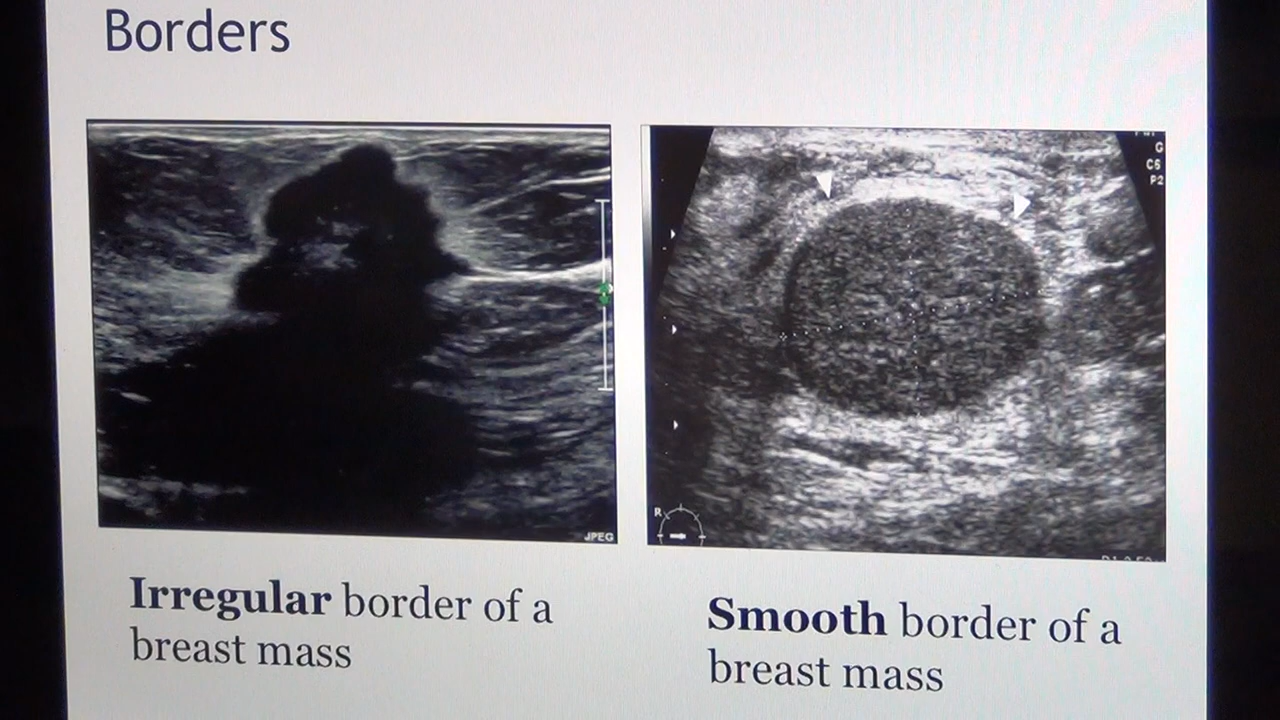 Borders
G
C5
P2
R
JPEG
Irregular border of a
breast mass
Smooth border of a
breast mass